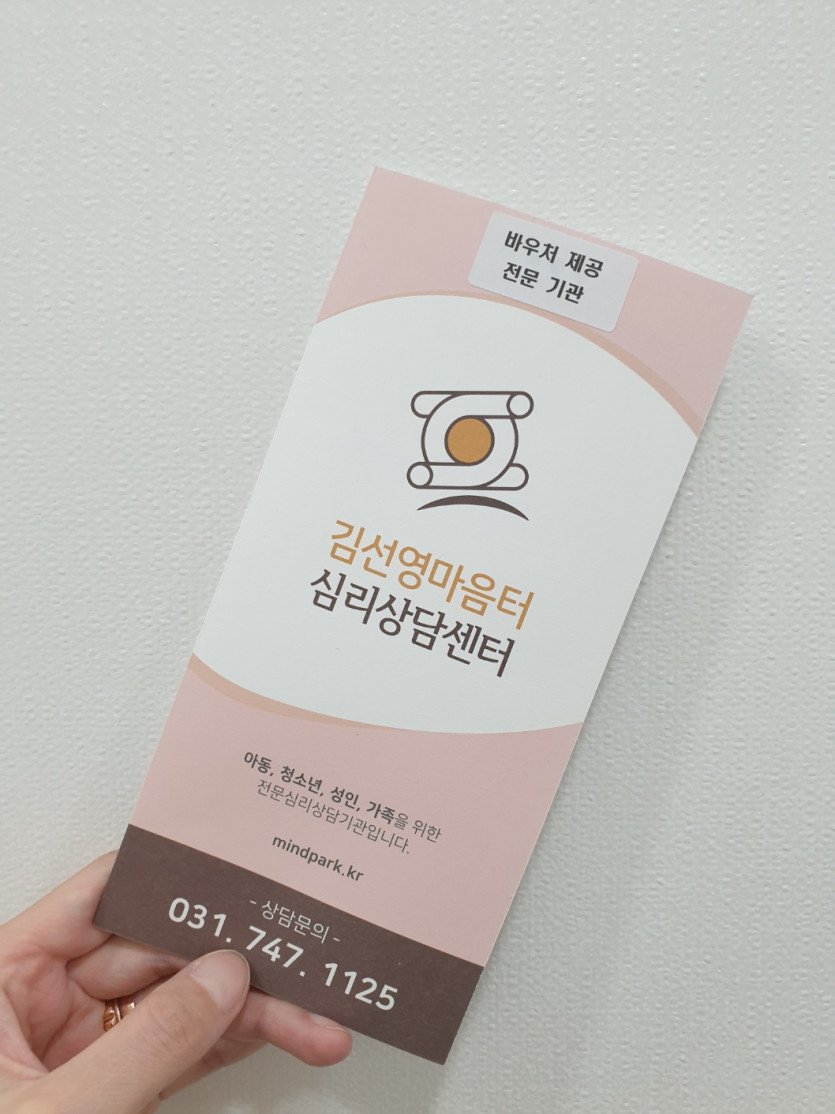 바우처 제공
전문 기관
김선영마음터
심리상담센터
아동, 청소년, 성인, 가족을 위한
전문심리상담기관입니다.
mindpark.kr
- 상담문의 -
031. 747. 1125